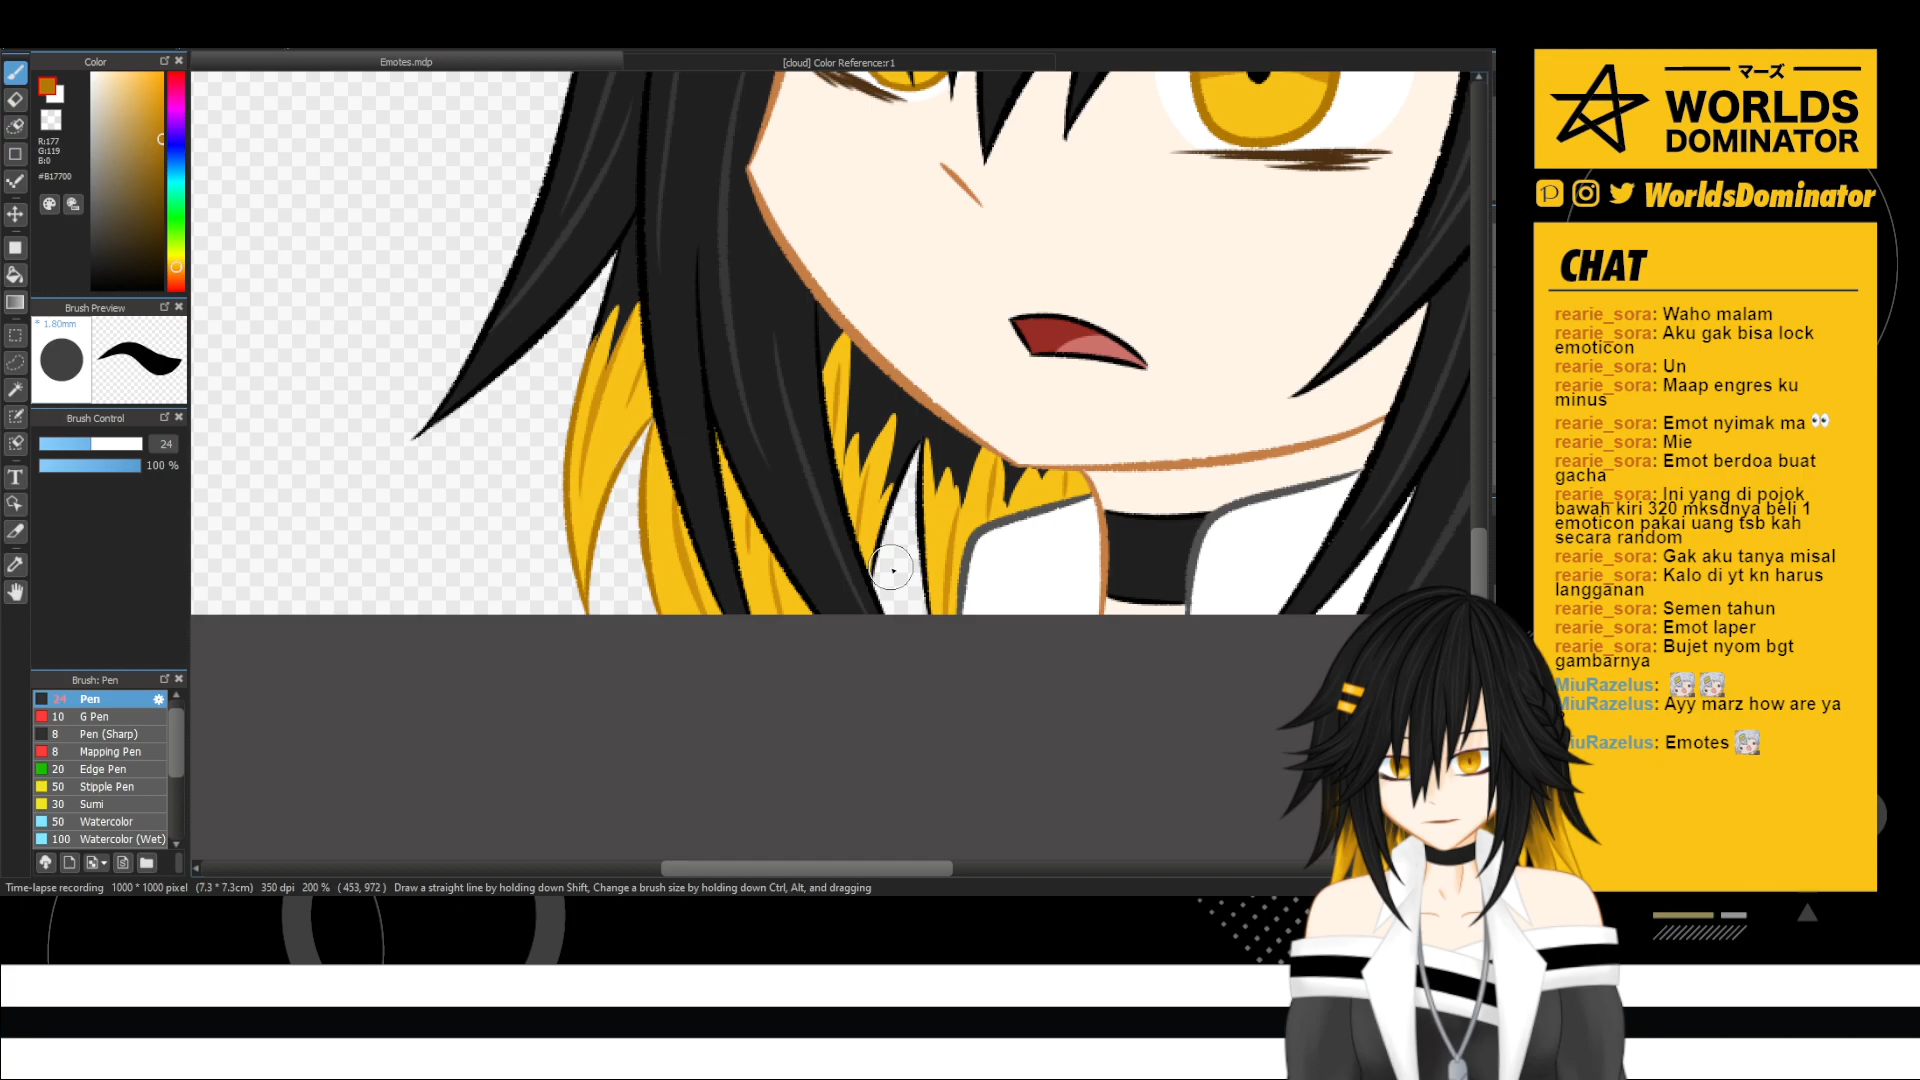 Color
Emotes.mdp
[cloud] Color Reference:r1
R:177
G:119
B:0
#B17700
Brush Preview
* 1.80mm
Brush Control
24
100 %
Brush: Pen
24 Pen
10 G Pen
8 Pen (Sharp)
8 Mapping Pen
20 Edge Pen
50 Stipple Pen
30 Sumi
50 Watercolor
100 Watercolor (Wet)
Time-lapse recording 1000 * 1000 pixel (7.3 * 7.3cm) 350 dpi 200 % ( 453, 972 ) Draw a straight line by holding down Shift, Change a brush size by holding down Ctrl, Alt, and dragging
マーズ
WORLDS
DOMINATOR
WorldsDominator
CHAT
rearie_sora: Waho malam
rearie_sora: Aku gak bisa lock
emoticon
rearie_sora: Un
rearie_sora: Maap engres ku
minus
rearie_sora: Emot nyimak ma 👀
rearie_sora: Mie
rearie_sora: Emot berdoa buat
gacha
rearie_sora: Ini yang di pojok
bawah kiri 320 mksdnya beli 1
emoticon pakai uang tsb kah
secara random
rearie_sora: Gak aku tanya misal
rearie_sora: Kalo di yt kn harus
langganan
rearie_sora: Semen tahun
rearie_sora: Emot laper
rearie_sora: Bujet nyom bgt
gambarnya
MiuRazelus:
MiuRazelus: Ayy marz how are ya
iuRazelus: Emotes